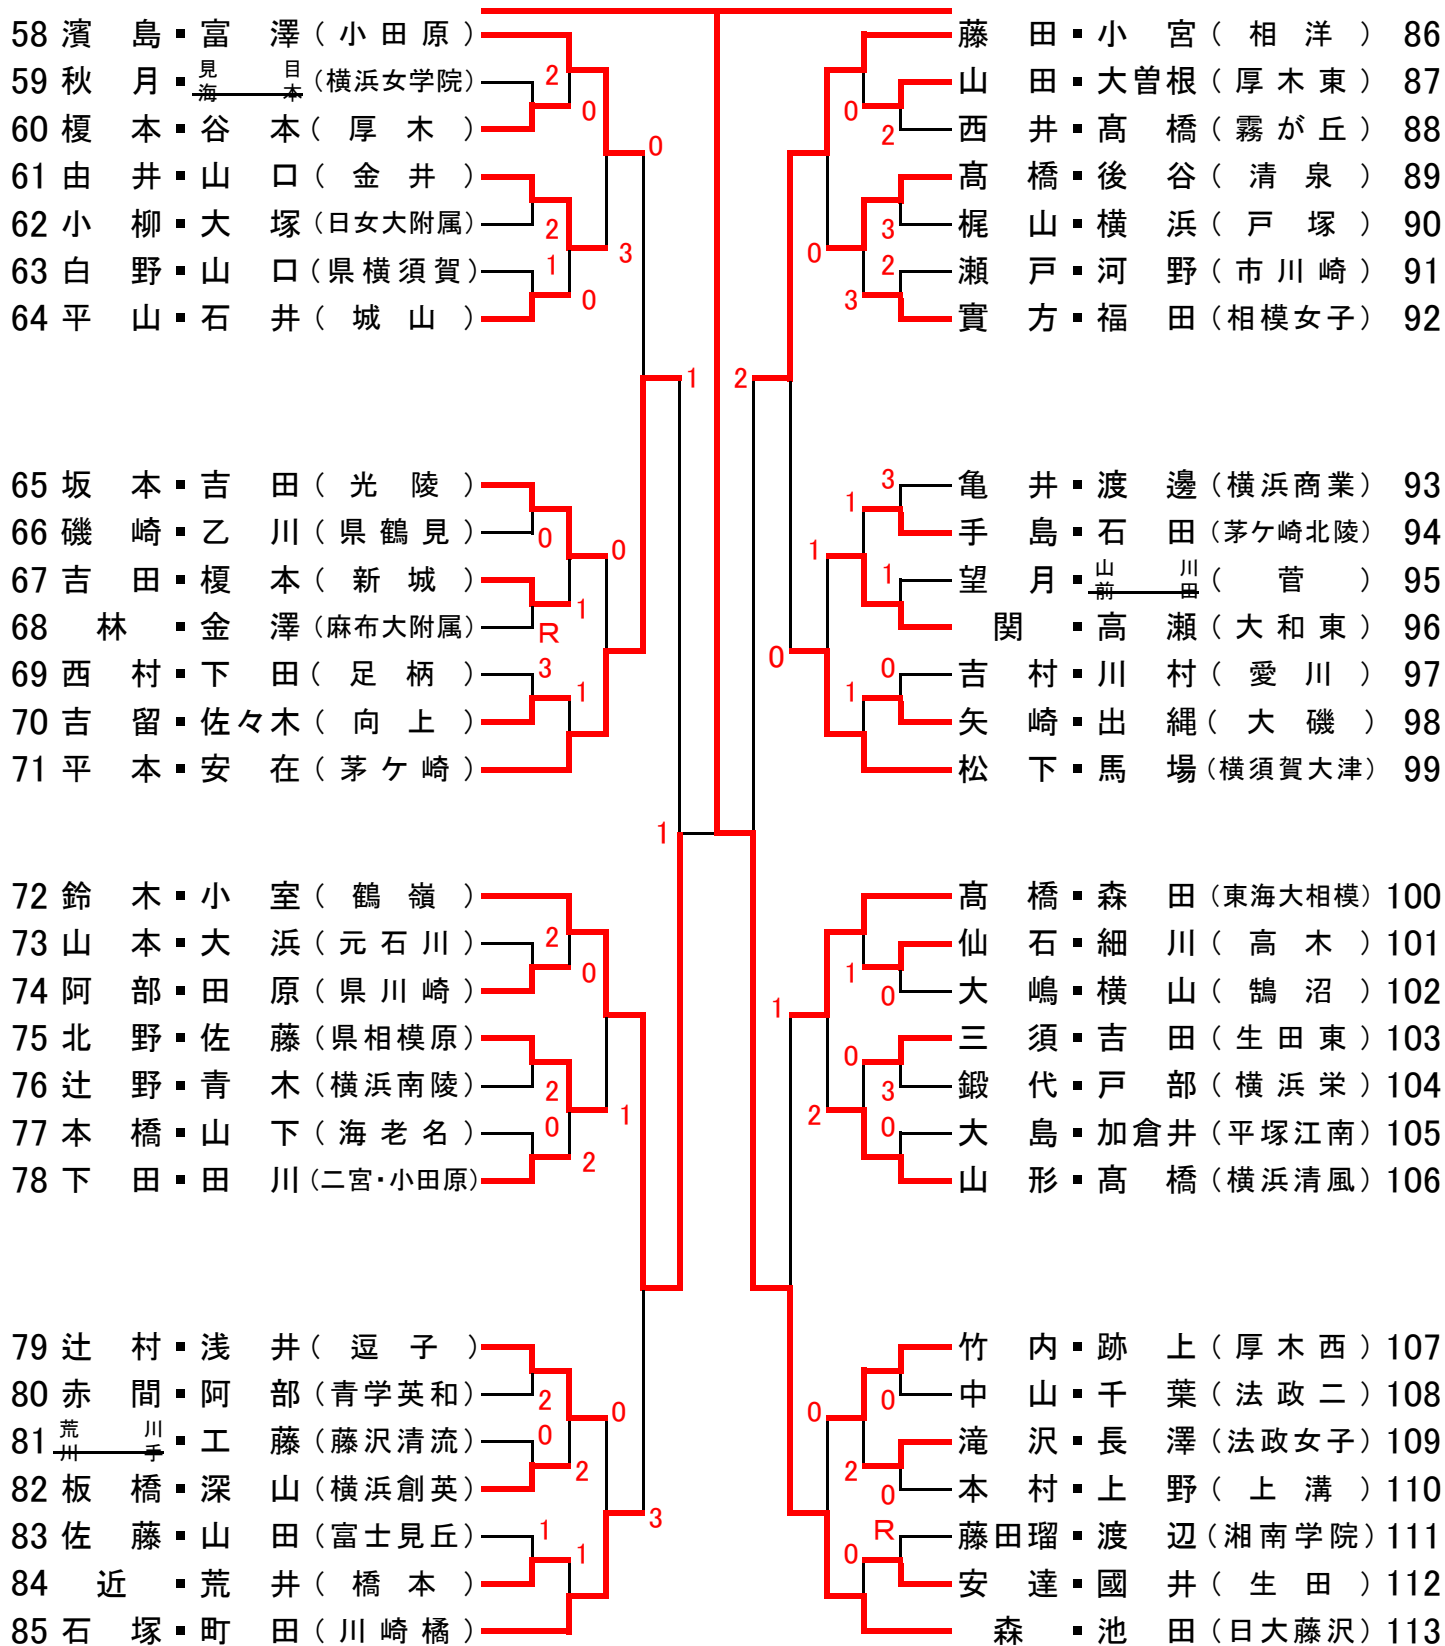 58 濱島・富澤(小田原)
2
59 秋月・見目 海本(横浜女学院)
0
60 榎本・谷本(厚木)
0
61 由井・山口(金井)
62 小柳・大塚(日女大附属)
2
3
63 白野・山口(県横須賀)
1
0
64 平山・石井(城山)
1
65 坂本・吉田(光陵)
66 磯崎・乙川(県鶴見)
0
0
67 吉田・榎本(新城)
1
68 林・金澤(麻布大附属)
R
69 西村・下田(足柄)
3
1
70 吉留・佐々木(向上)
71 平本・安在(茅ケ崎)
1
72 鈴木・小室(鶴嶺)
73 山本・大浜(元石川)
2
0
74 阿部・田原(県川崎)
75 北野・佐藤(県相模原)
76 辻野・青木(横浜南陵)
2
1
77 本橋・山下(海老名)
0
2
78 下田・田川(二宮・小田原)
79 辻村・浅井(逗子)
80 赤間・阿部(青学英和)
2
0
81 荒川 川手・工藤(藤沢清流)
0
2
82 板橋・深山(横浜創英)
3
83 佐藤・山田(富士見丘)
1
1
84 近・荒井(橋本)
85 石塚・町田(川崎橘)
藤田・小宮(相洋) 86
山田・大曽根(厚木東) 87
0
2
西井・髙橋(霧が丘) 88
髙橋・後谷(清泉) 89
梶山・横浜(戸塚) 90
3
0
瀬戸・河野(市川崎) 91
2
3
實方・福田(相模女子) 92
2
亀井・渡邊(横浜商業) 93
3
1
手島・石田(茅ケ崎北陵) 94
1
望月・山川 前田(菅) 95
1
関・高瀬(大和東) 96
0
吉村・川村(愛川) 97
0
1
矢崎・出縄(大磯) 98
松下・馬場(横須賀大津) 99
髙橋・森田(東海大相模) 100
仙石・細川(高木) 101
1
0
大嶋・横山(鵠沼) 102
1
三須・吉田(生田東) 103
0
鍛代・戸部(横浜栄) 104
3
2
大島・加倉井(平塚江南) 105
0
山形・髙橋(横浜清風) 106
竹内・跡上(厚木西) 107
中山・千葉(法政二) 108
0
0
滝沢・長澤(法政女子) 109
2
0
本村・上野(上溝) 110
藤田瑠・渡辺(湘南学院) 111
R
0
安達・國井(生田) 112
森・池田(日大藤沢) 113